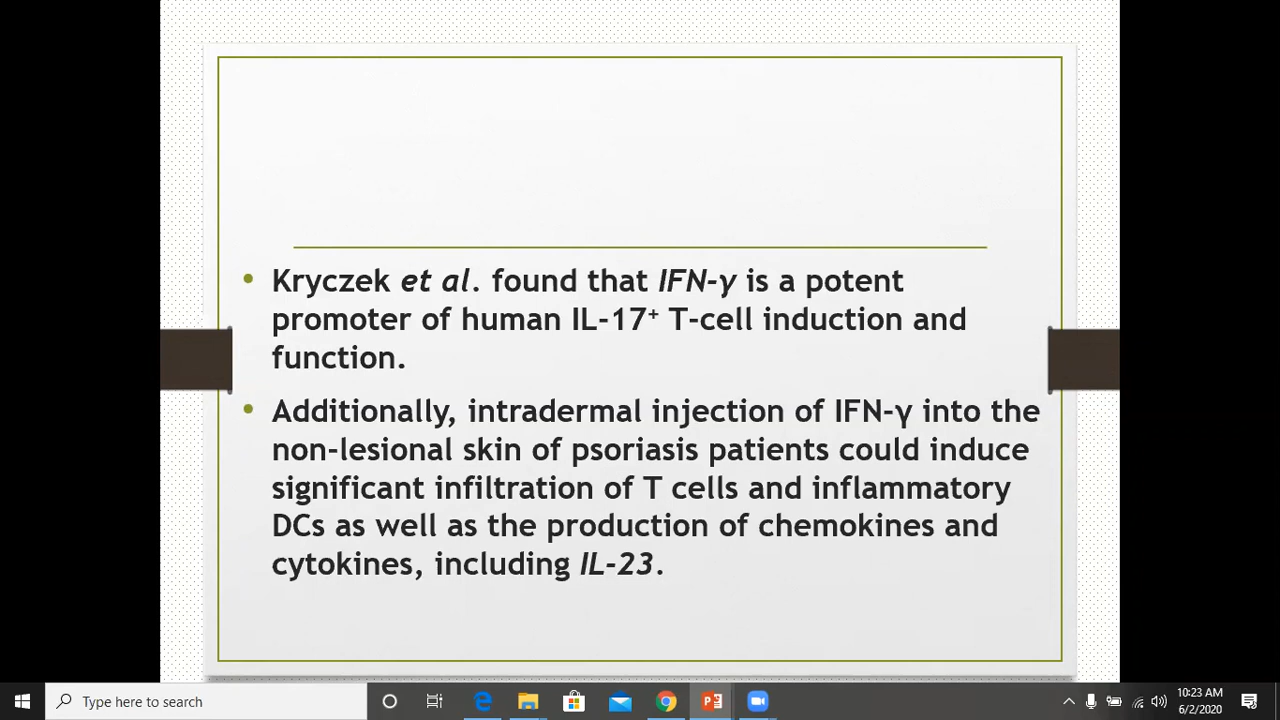 • Kryczek et al. found that IFN-γ is a potent
promoter of human IL-17⁺ T-cell induction and
function.
• Additionally, intradermal injection of IFN-γ into the
non-lesional skin of psoriasis patients could induce
significant infiltration of T cells and inflammatory
DCs as well as the production of chemokines and
cytokines, including IL-23.
Type here to search
10:23 AM
6/2/2020